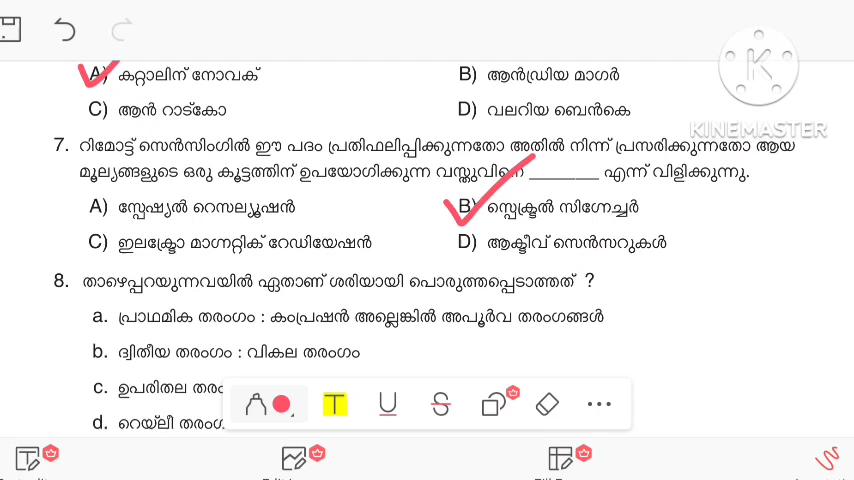 A) കറ്റാലിന് നോവക് B) ആൻഡ്രിയ മാഗർ
C) ആൻ റാട്കോ D) വലറിയ ബെൻകെ
KINEMASTER
7. റിമോട്ട് സെൻസിംഗിൽ ഈ പദം പ്രതിഫലിപ്പിക്കുന്നതോ അതിൽ നിന്ന് പ്രസരിക്കുന്നതോ ആയ
മൂല്യങ്ങളുടെ ഒരു കൂട്ടത്തിന് ഉപയോഗിക്കുന്ന വസ്തുവിനെ ________ എന്ന് വിളിക്കുന്നു.
A) സ്പേഷ്യൽ റെസല്യൂഷൻ B) സ്പെക്ട്രൽ സിഗ്നേച്ചർ
C) ഇലക്ട്രോ മാഗ്നറ്റിക് റേഡിയേഷൻ D) ആക്ടീവ് സെൻസറുകൾ
8. താഴെപ്പറയുന്നവയിൽ ഏതാണ് ശരിയായി പൊരുത്തപ്പെടാത്തത് ?
a. പ്രാഥമിക തരംഗം : കംപ്രഷൻ അല്ലെങ്കിൽ അപൂർവ തരംഗങ്ങൾ
b. ദ്വിതീയ തരംഗം : വികല തരംഗം
c. ഉപരിതല
d. റെയ്ലീ